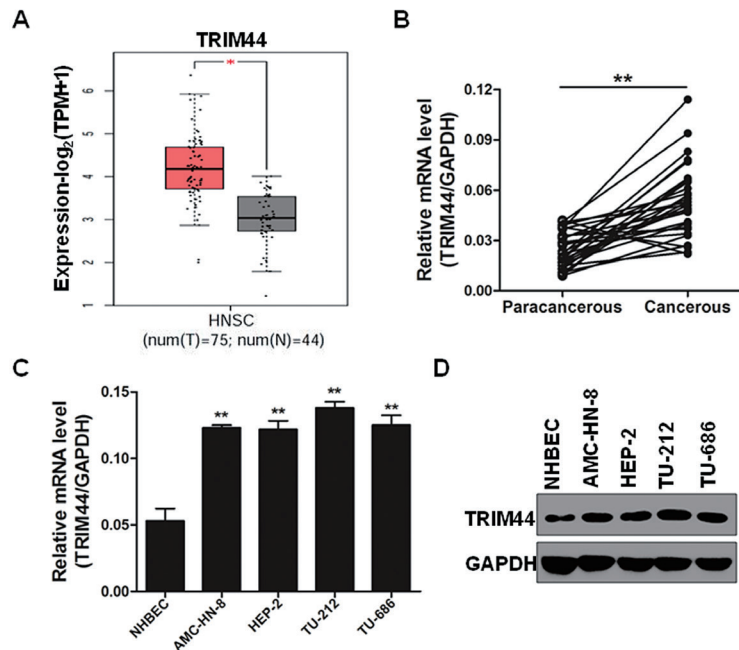 A
TRIM44
*
Expression-log2(TPM+1)
6
5
4
3
2
1
HNSC
(num(T)=75; num(N)=44)
B
**
Relative mRNA level
(TRIM44/GAPDH)
0.12
0.09
0.06
0.03
0.00
Paracancerous Cancerous
C
Relative mRNA level
(TRIM44/GAPDH)
0.15
0.10
0.05
0.00
** ** ** **
NHBEC
AMC-HN-8
HEP-2
TU-212
TU-686
D
NHBEC
AMC-HN-8
HEP-2
TU-212
TU-686
TRIM44
GAPDH